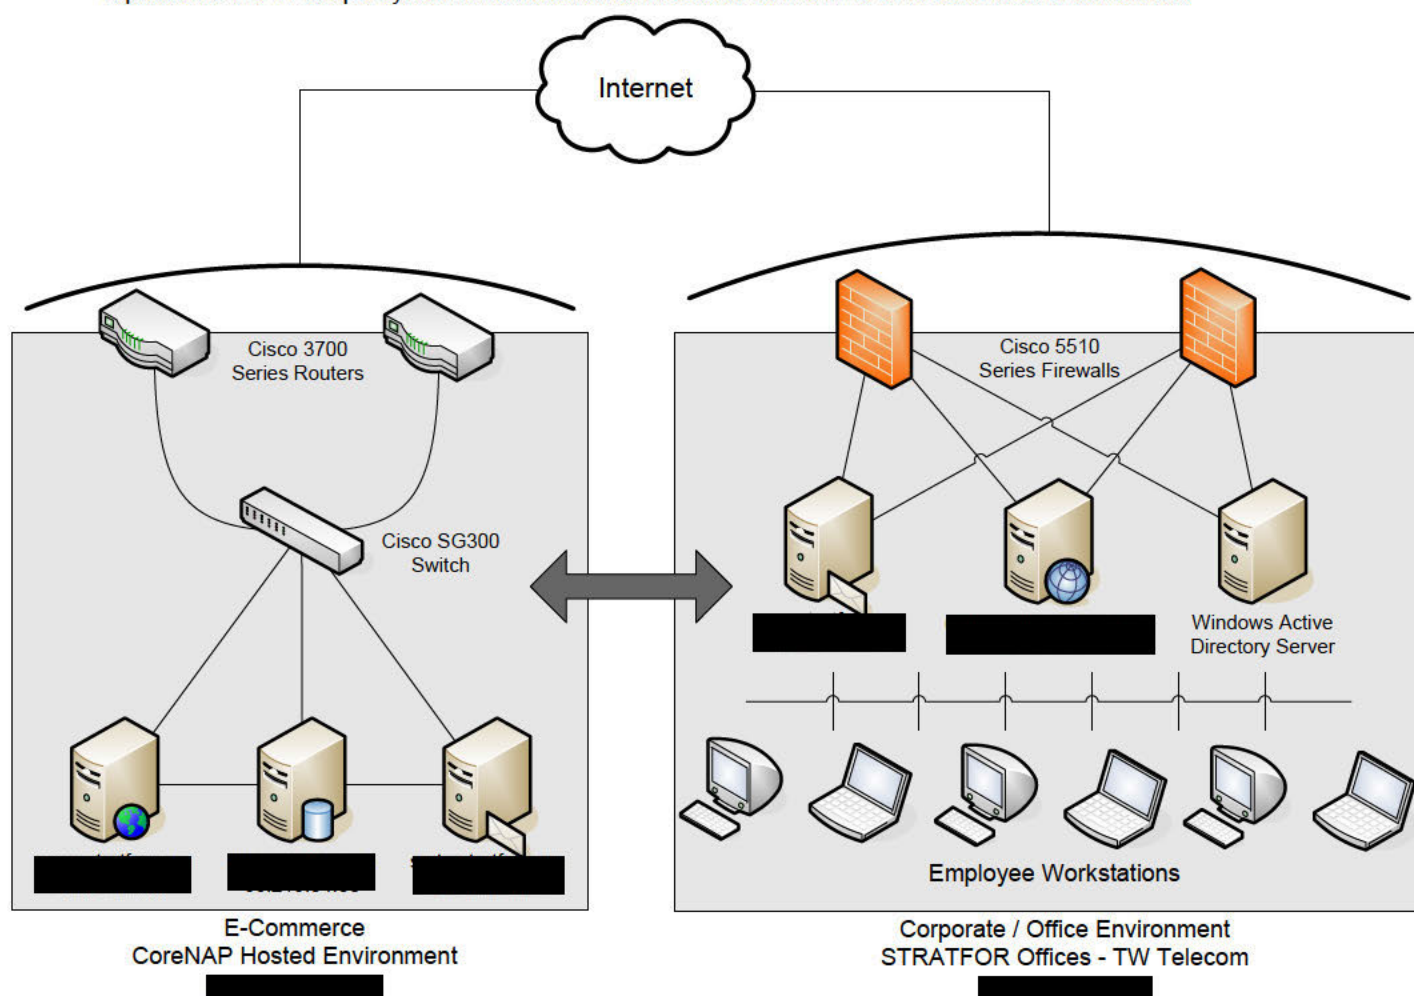 Internet
Cisco 3700
Series Routers
Cisco 5510
Series Firewalls
Cisco SG300
Switch
Windows Active
Directory Server
Employee Workstations
E-Commerce
CoreNAP Hosted Environment
Corporate / Office Environment
STRATFOR Offices - TW Telecom